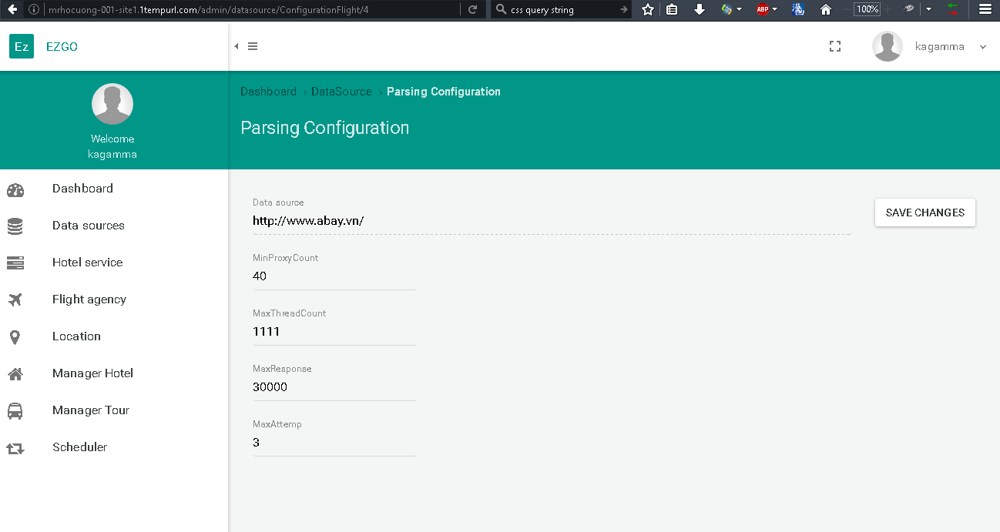 mrhocuong-001-site1.1tempurl.com/admin/datasource/ConfigurationFlight/4
css query string
ABP
100%
Ez EZGO
kagamma
Welcome
kagamma
Dashboard
Data sources
Hotel service
Flight agency
Location
Manager Hotel
Manager Tour
Scheduler
Dashboard › DataSource › Parsing Configuration
Parsing Configuration
Data source
http://www.abay.vn/
SAVE CHANGES
MinProxyCount
40
MaxThreadCount
1111
MaxResponse
30000
MaxAttemp
3